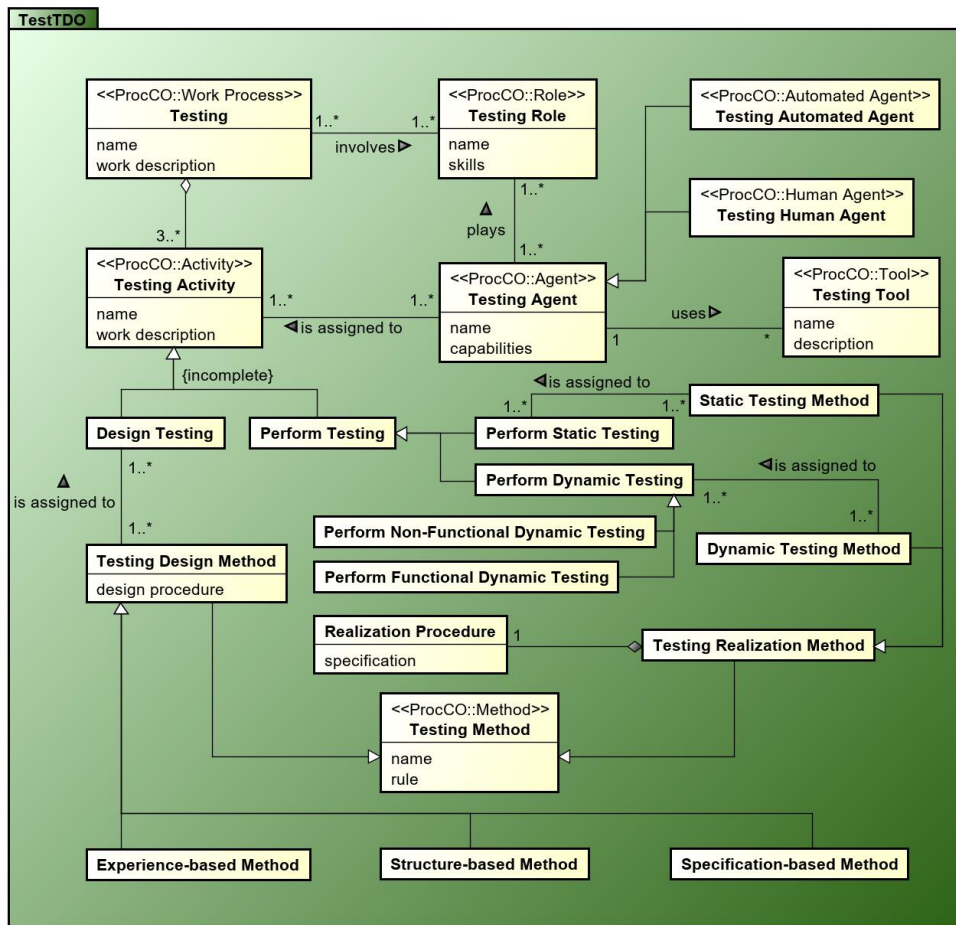 TestTDO
<<ProcCO::Work Process>>
Testing
name
work description
1..*
involves
1..*
<<ProcCO::Role>>
Testing Role
name
skills
<<ProcCO::Automated Agent>>
Testing Automated Agent
<<ProcCO::Human Agent>>
Testing Human Agent
1..*
plays
1..*
3..*
<<ProcCO::Activity>>
Testing Activity
name
work description
1..*
is assigned to
1..*
<<ProcCO::Agent>>
Testing Agent
name
capabilities
uses
1
*
<<ProcCO::Tool>>
Testing Tool
name
description
{incomplete}
Design Testing
Perform Testing
is assigned to
1..*
1..*
Static Testing Method
Perform Static Testing
Perform Dynamic Testing
is assigned to
1..*
1..*
1..*
is assigned to
1..*
Perform Non-Functional Dynamic Testing
Dynamic Testing Method
Testing Design Method
design procedure
Perform Functional Dynamic Testing
Realization Procedure
specification
1
Testing Realization Method
<<ProcCO::Method>>
Testing Method
name
rule
Experience-based Method
Structure-based Method
Specification-based Method